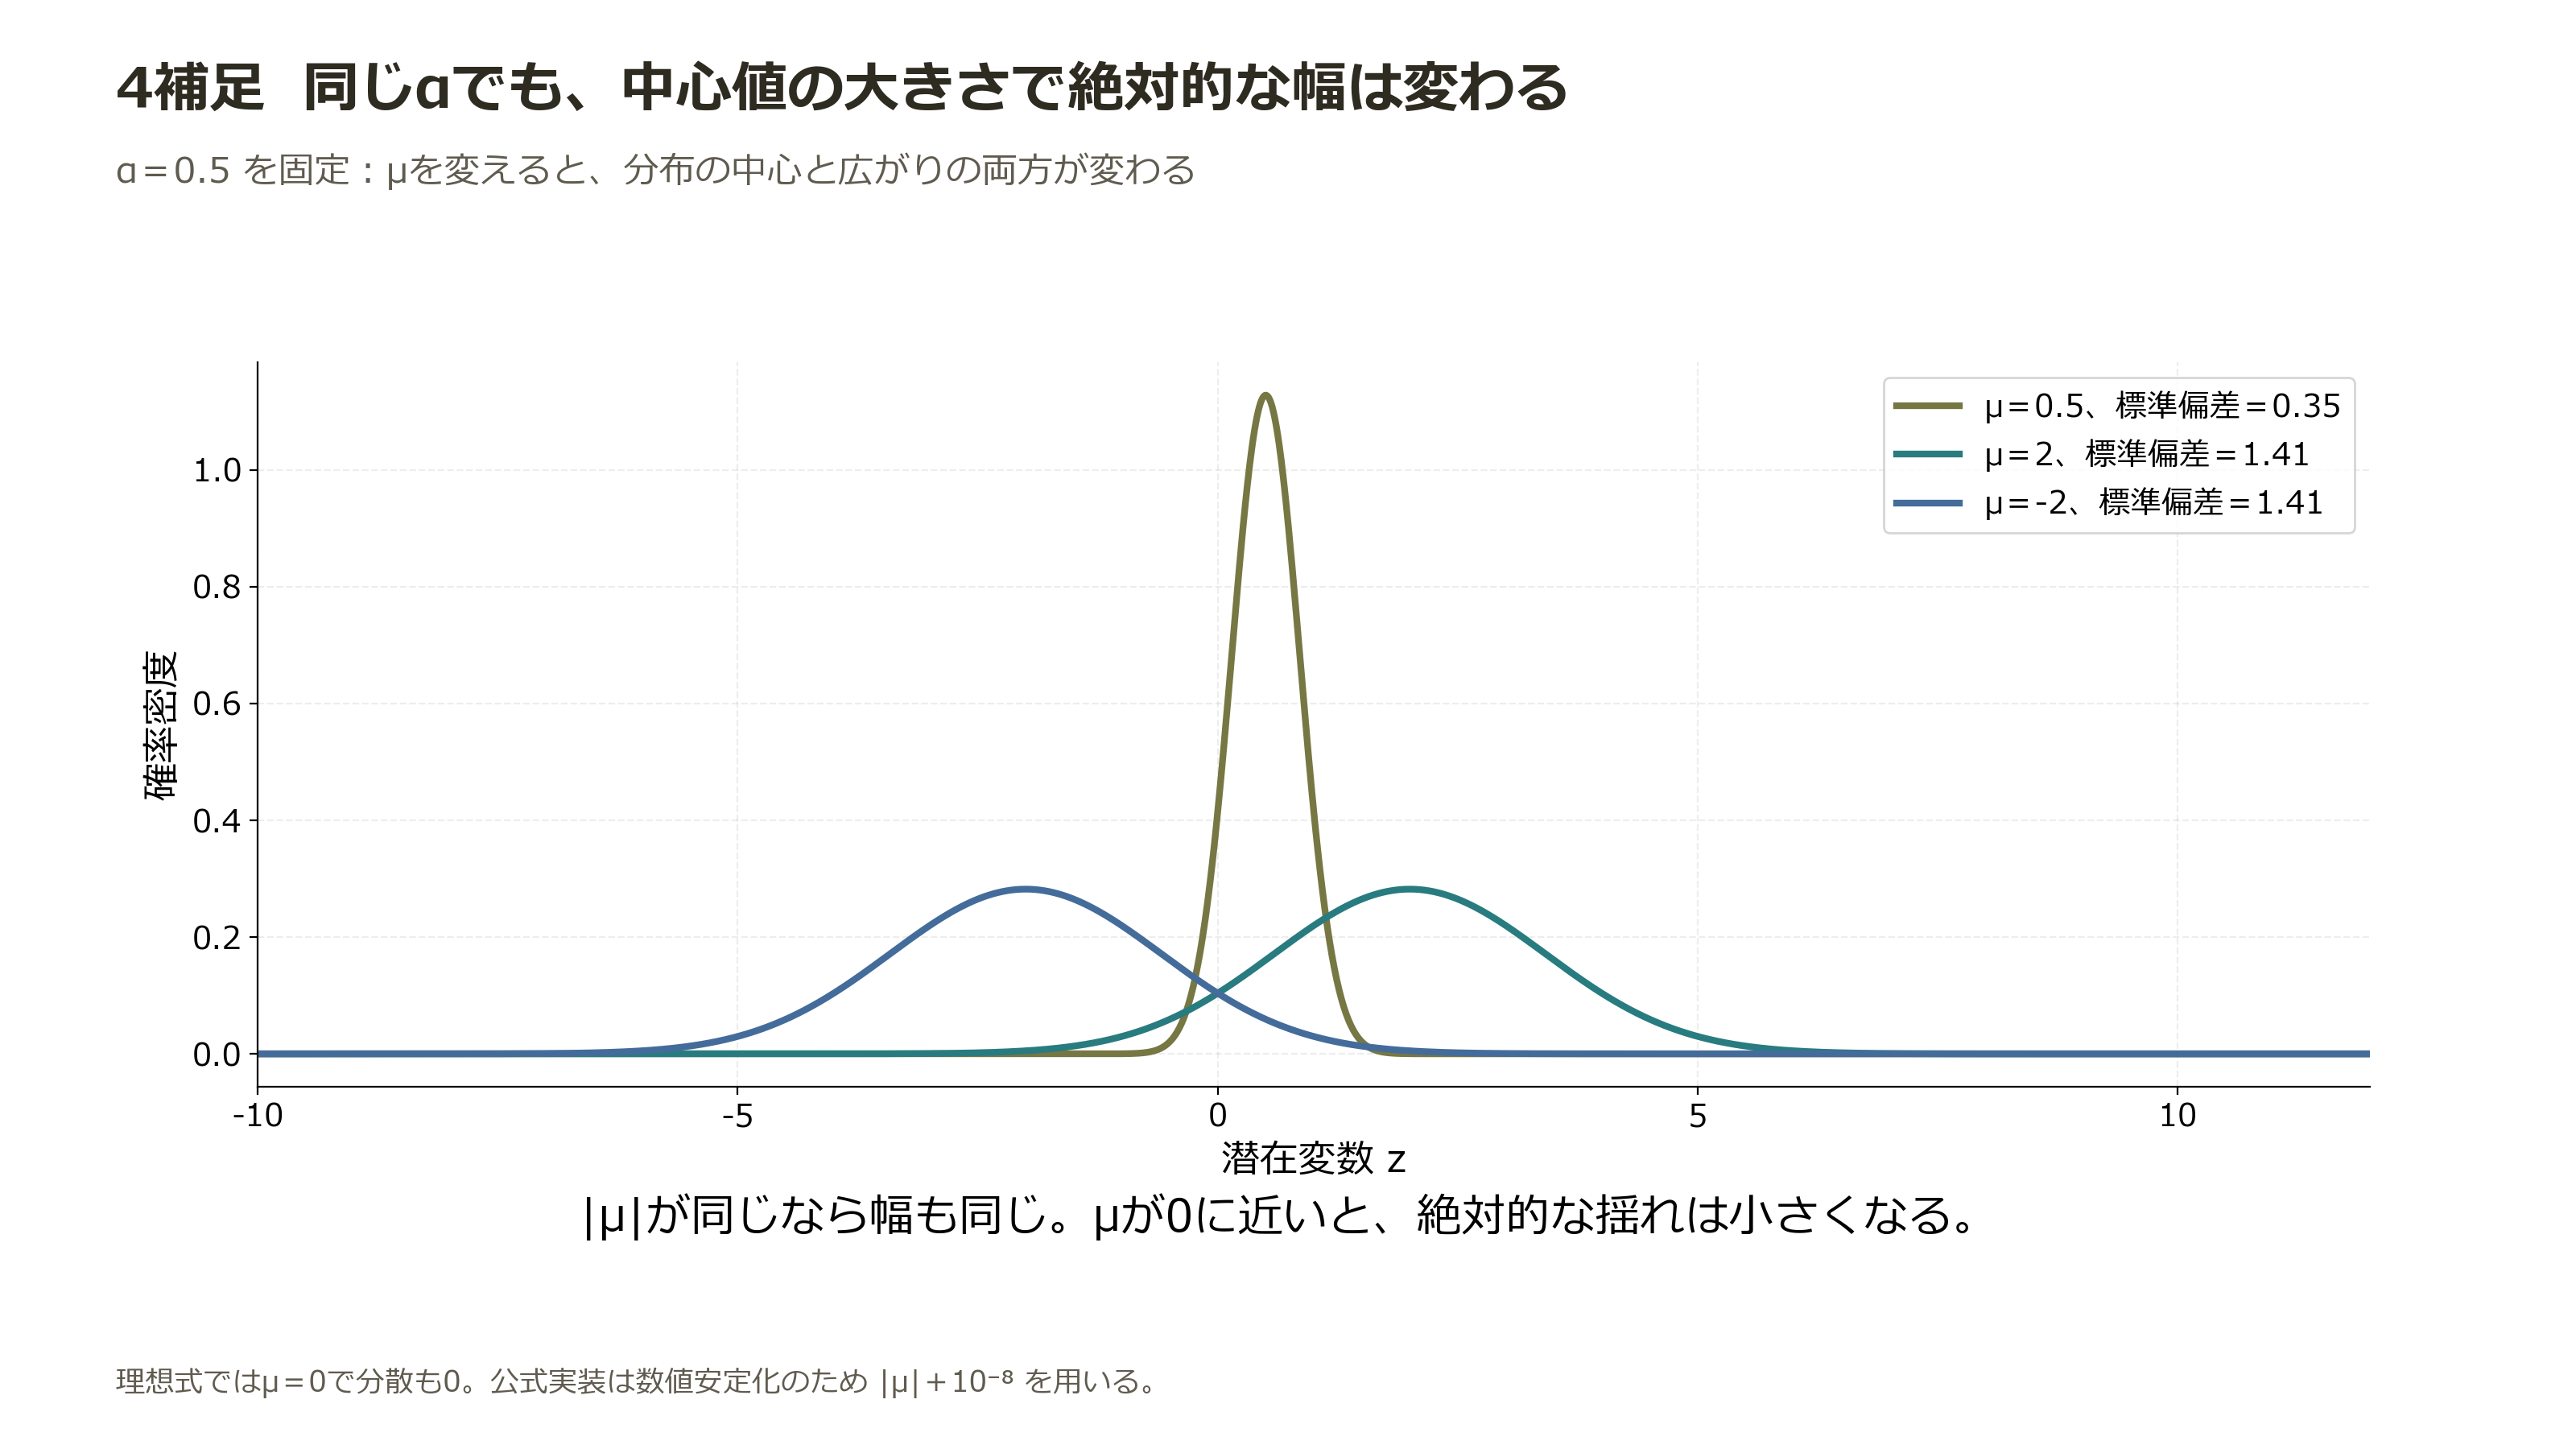 4補足 同じαでも、中心値の大きさで絶対的な幅は変わる
α＝0.5 を固定：μを変えると、分布の中心と広がりの両方が変わる
μ＝0.5、標準偏差＝0.35
μ＝2、標準偏差＝1.41
μ＝-2、標準偏差＝1.41
確率密度
1.0
0.8
0.6
0.4
0.2
0.0
-10 -5 0 5 10
潜在変数 z
|μ|が同じなら幅も同じ。μが0に近いと、絶対的な揺れは小さくなる。
理想式ではμ＝0で分散も0。公式実装は数値安定化のため |μ|＋10⁻⁸ を用いる。